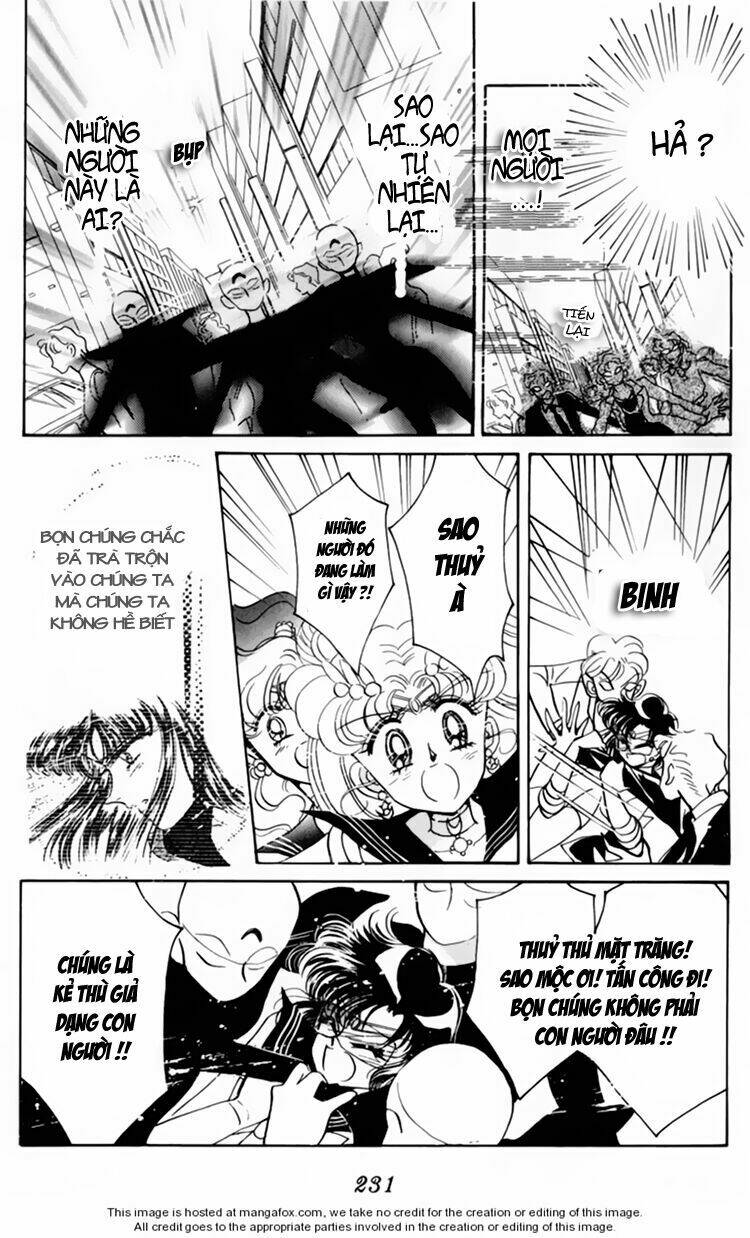 HẢ ?
MỌI
NGƯỜI
...!
TIẾN
LẠI
SAO
LẠI...SAO
TỰ
NHIÊN
LẠI...
BỤP
NHỮNG
NGƯỜI
NÀY LÀ
AI?
BINH
SAO
THUỶ
À
NHỮNG
NGƯỜI ĐÓ
ĐANG LÀM
GÌ VẬY ?!
BỌN CHÚNG CHẮC
ĐÃ TRÀ TRỘN
VÀO CHÚNG TA
MÀ CHÚNG TA
KHÔNG HỀ BIẾT
THUỶ THỦ MẶT TRĂNG!
SAO MỘC ƠI! TẤN CÔNG ĐI!
BỌN CHÚNG KHÔNG PHẢI
CON NGƯỜI ĐÂU !!
CHÚNG LÀ
KẺ THÙ GIẢ
DẠNG CON
NGƯỜI !!
231
This image is hosted at mangafox.com, we take no credit for the creation or editing of this image.
All credit goes to the appropriate parties involved in the creation or editing of this image.